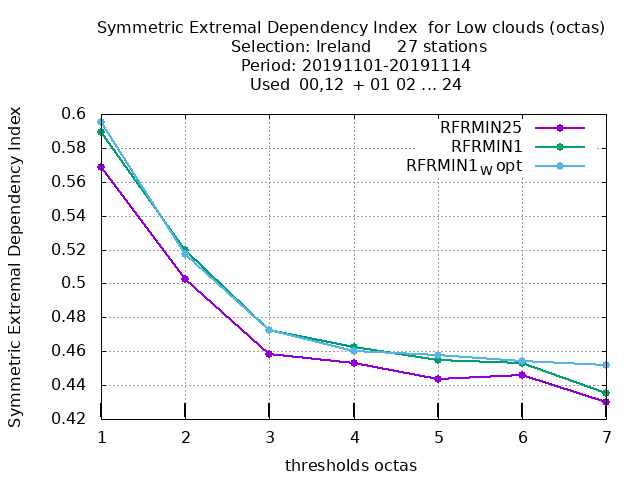 Symmetric Extremal Dependency Index for Low clouds (octas)
Selection: Ireland 27 stations
Period: 20191101-20191114
Used 00,12 + 01 02 ... 24
Symmetric Extremal Dependency Index
0.6
0.58
0.56
0.54
0.52
0.5
0.48
0.46
0.44
0.42
RFRMIN25
RFRMIN1
RFRMIN1W opt
1 2 3 4 5 6 7
thresholds octas